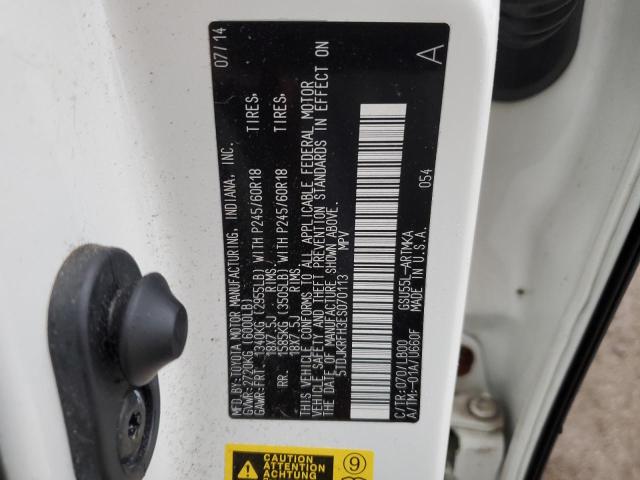 MFD.BY:TOYOTA MOTOR MANUFACTURING, INDIANA, INC. 07/14
GVWR:2720KG (6000LB)
GAWR:FRT. 1340KG (2955LB) WITH P245/60R18 TIRES,
18X7.5J RIMS,
RR. 1585KG (3505LB) WITH P245/60R18 TIRES,
18X7.5J RIMS,
THIS VEHICLE CONFORMS TO ALL APPLICABLE FEDERAL MOTOR
VEHICLE SAFETY, AND THEFT PREVENTION STANDARDS IN EFFECT ON
THE DATE OF MANUFACTURE SHOWN ABOVE.
5TDJKRFH3ES070113 MPV
C/TR:070/LB00 GSU55L-ARTMKA 054 A
A/TM:-01A/U660F MADE IN U.S.A.
CAUTION
ATTENTION
ACHTUNG
9